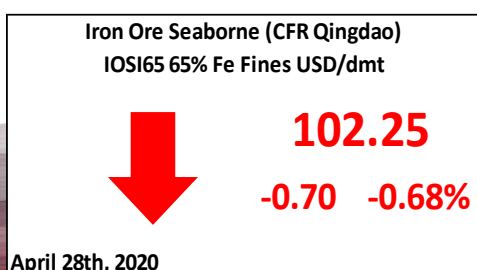 Iron Ore Seaborne (CFR Qingdao)
IOSI65 65% Fe Fines USD/dmt
102.25
-0.70 -0.68%
April 28th, 2020